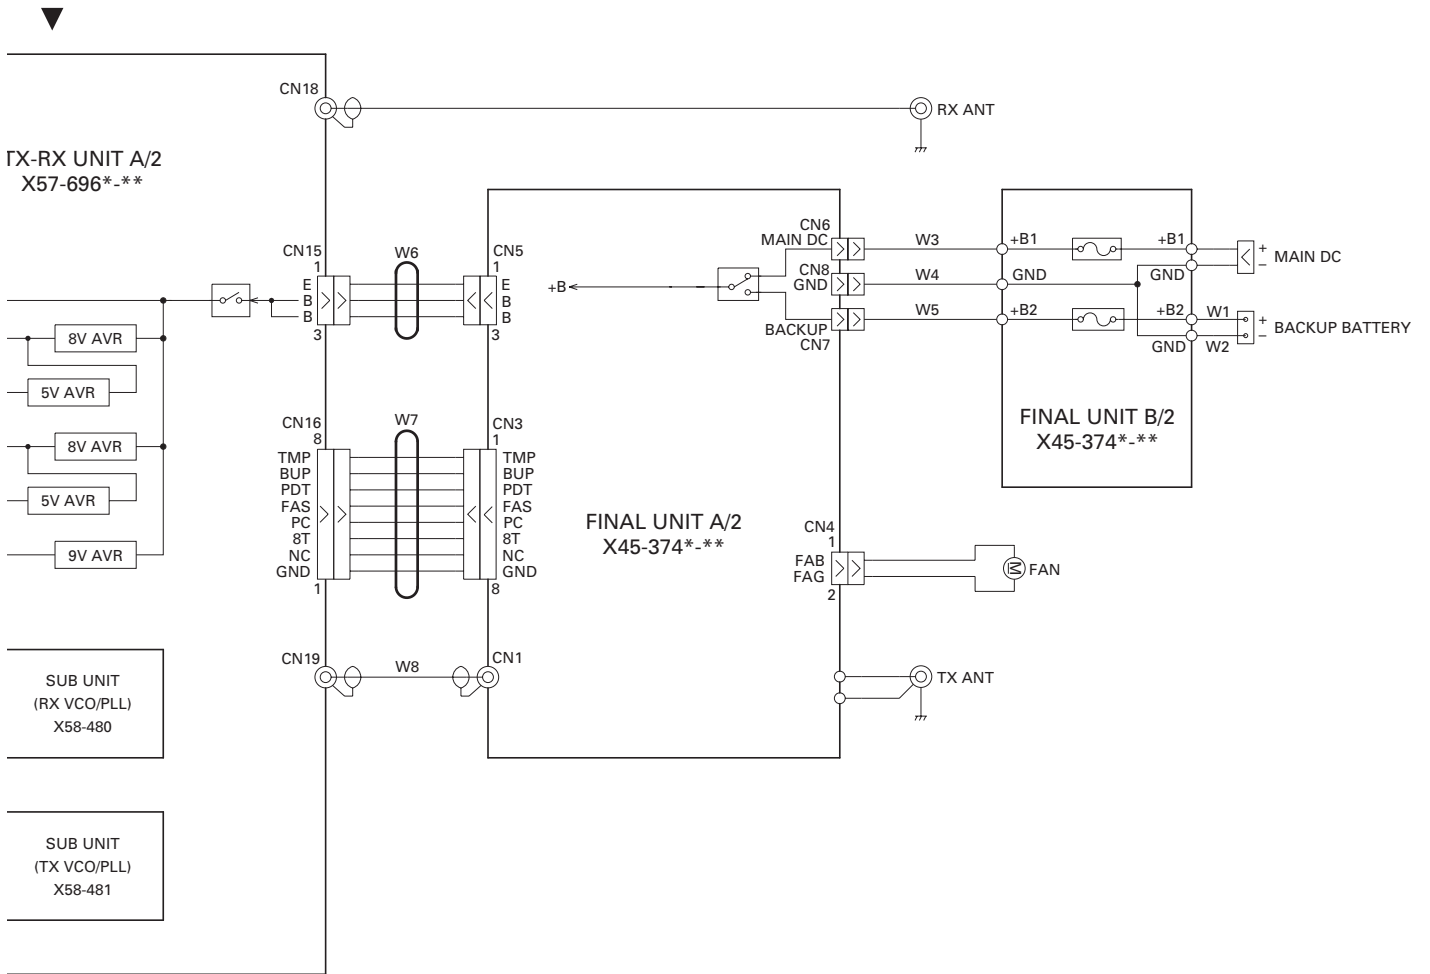 CN18
RX ANT
TX-RX UNIT A/2
X57-696*-**
CN15
1
E
B
B
3
W6
CN5
1
E
B
B
3
+B
CN6
MAIN DC
CN8
GND
BACKUP
CN7
W3
W4
W5
+B1
+B1
GND
GND
+B2
+B2
GND
W1
W2
+
−
MAIN DC
+
−
BACKUP BATTERY
FINAL UNIT B/2
X45-374*-**
8V AVR
5V AVR
8V AVR
5V AVR
9V AVR
CN16
8
TMP
BUP
PDT
FAS
PC
8T
NC
GND
1
W7
CN3
1
TMP
BUP
PDT
FAS
PC
8T
NC
GND
8
FINAL UNIT A/2
X45-374*-**
CN4
1
FAB
FAG
2
M
FAN
CN19
W8
CN1
TX ANT
SUB UNIT
(RX VCO/PLL)
X58-480
SUB UNIT
(TX VCO/PLL)
X58-481